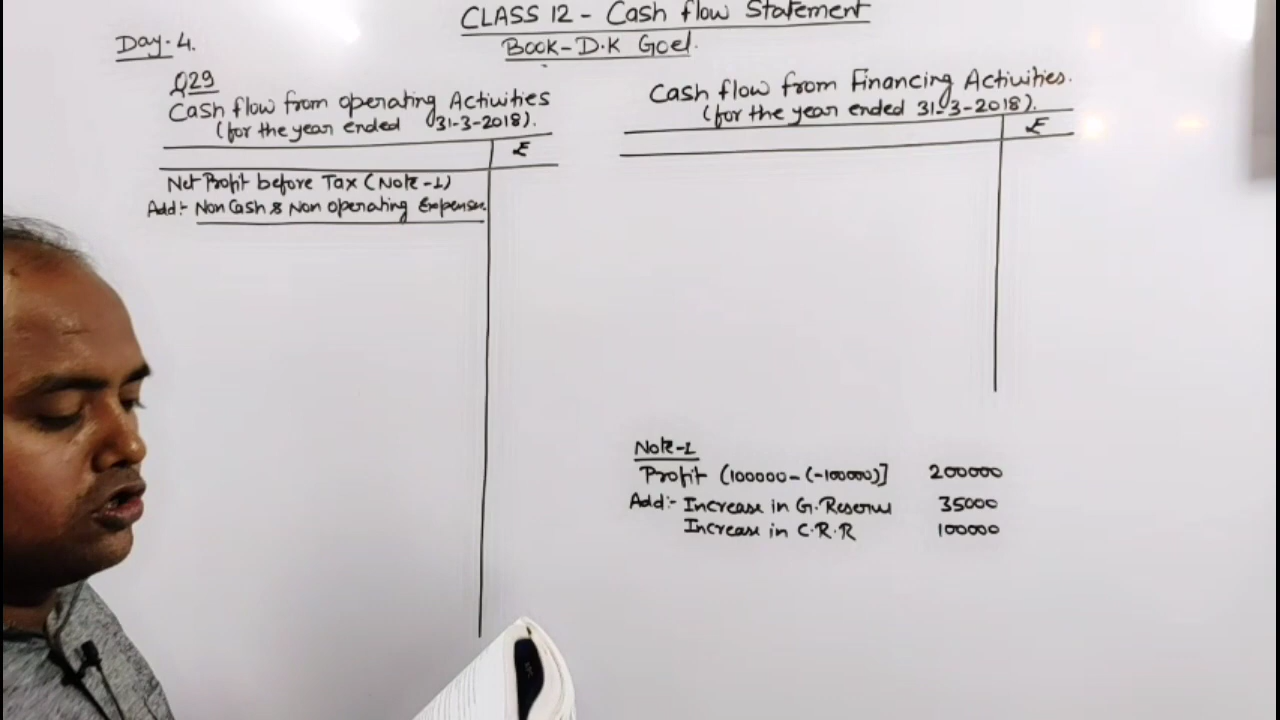 CLASS 12 - Cash flow Statement
Book - D.K Goel.
Day-4.
Q29
Cash flow from operating Activities
(for the year ended 31-3-2018).
₹
Net Profit before Tax (Note-1)
Add:- Non Cash & Non operating Expenses.
Cash flow from Financing Activities.
(for the year ended 31-3-2018).
₹
Note-1
Profit (100000-(-100000)] 200000
Add:- Increase in G. Reserve 35000
Increase in C.R.R 100000